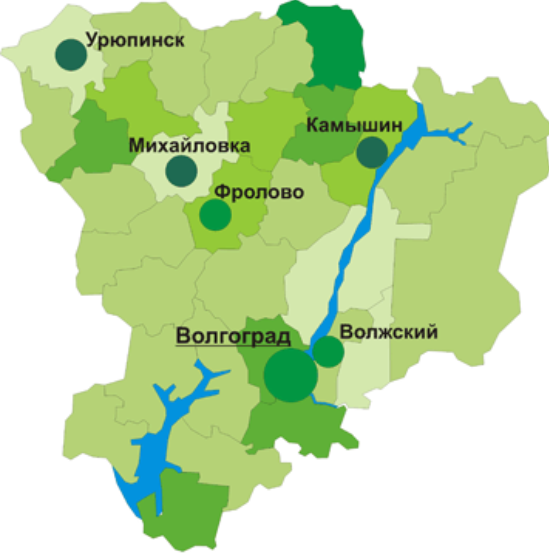 Урюпинск
Камышин
Михайловка
Фролово
Волжский
Волгоград